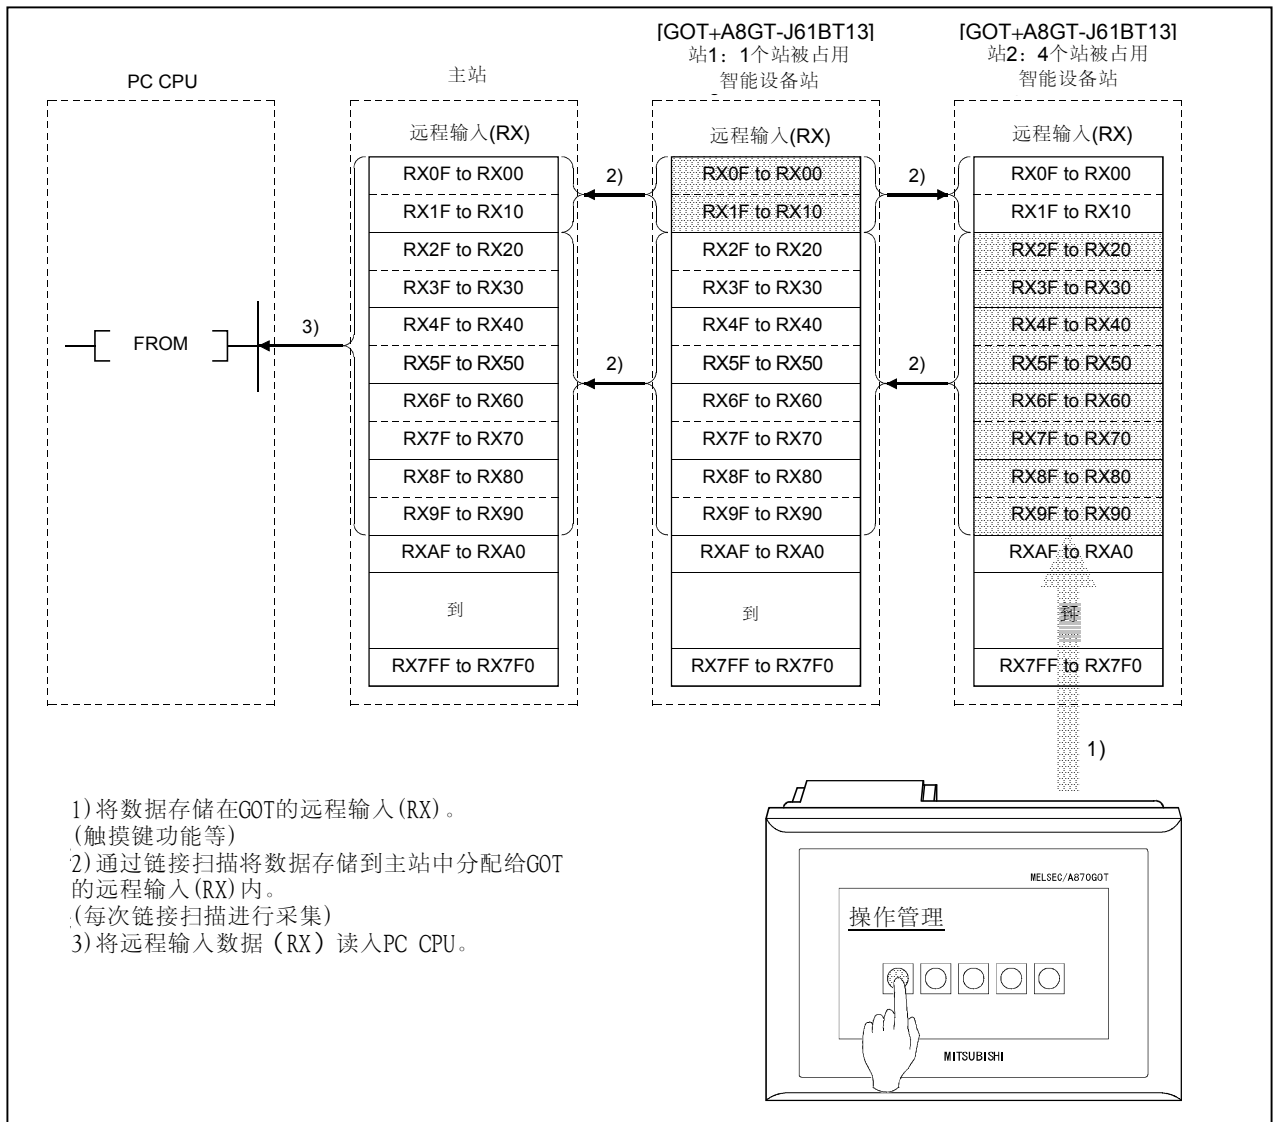 [GOT+A8GT-J61BT13]
站1：1个站被占用
智能设备站
[GOT+A8GT-J61BT13]
站2：4个站被占用
智能设备站
PC CPU
主站
远程输入(RX)
远程输入(RX)
远程输入(RX)
RX0F to RX00
2)
RX0F to RX00
2)
RX0F to RX00
RX1F to RX10
RX1F to RX10
RX1F to RX10
RX2F to RX20
RX2F to RX20
RX2F to RX20
RX3F to RX30
RX3F to RX30
RX3F to RX30
FROM
3)
RX4F to RX40
RX4F to RX40
RX4F to RX40
RX5F to RX50
2)
RX5F to RX50
2)
RX5F to RX50
RX6F to RX60
RX6F to RX60
RX6F to RX60
RX7F to RX70
RX7F to RX70
RX7F to RX70
RX8F to RX80
RX8F to RX80
RX8F to RX80
RX9F to RX90
RX9F to RX90
RX9F to RX90
RXAF to RXA0
RXAF to RXA0
RXAF to RXA0
到
到
到
RX7FF to RX7F0
RX7FF to RX7F0
RX7FF to RX7F0
1)
1)将数据存储在GOT的远程输入(RX)。
(触摸键功能等)
2)通过链接扫描将数据存储到主站中分配给GOT
的远程输入(RX)内。
(每次链接扫描进行采集)
3)将远程输入数据（RX）读入PC CPU。
MELSEC/A870GOT
操作管理
MITSUBISHI